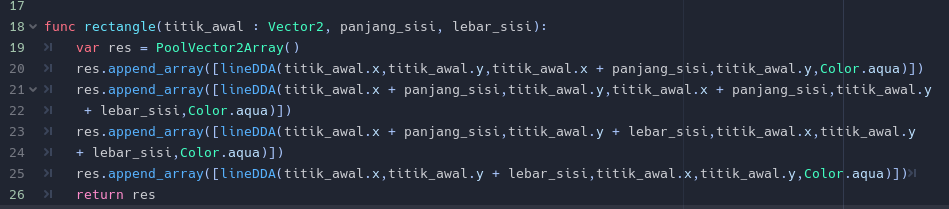 17
18 func rectangle(titik_awal : Vector2, panjang_sisi, lebar_sisi):
19 var res = PoolVector2Array()
20 res.append_array([lineDDA(titik_awal.x,titik_awal.y,titik_awal.x + panjang_sisi,titik_awal.y,Color.aqua)])
21 res.append_array([lineDDA(titik_awal.x + panjang_sisi,titik_awal.y,titik_awal.x + panjang_sisi,titik_awal.y
22 + lebar_sisi,Color.aqua)])
23 res.append_array([lineDDA(titik_awal.x + panjang_sisi,titik_awal.y + lebar_sisi,titik_awal.x,titik_awal.y
24 + lebar_sisi,Color.aqua)])
25 res.append_array([lineDDA(titik_awal.x,titik_awal.y + lebar_sisi,titik_awal.x,titik_awal.y,Color.aqua)])
26 return res